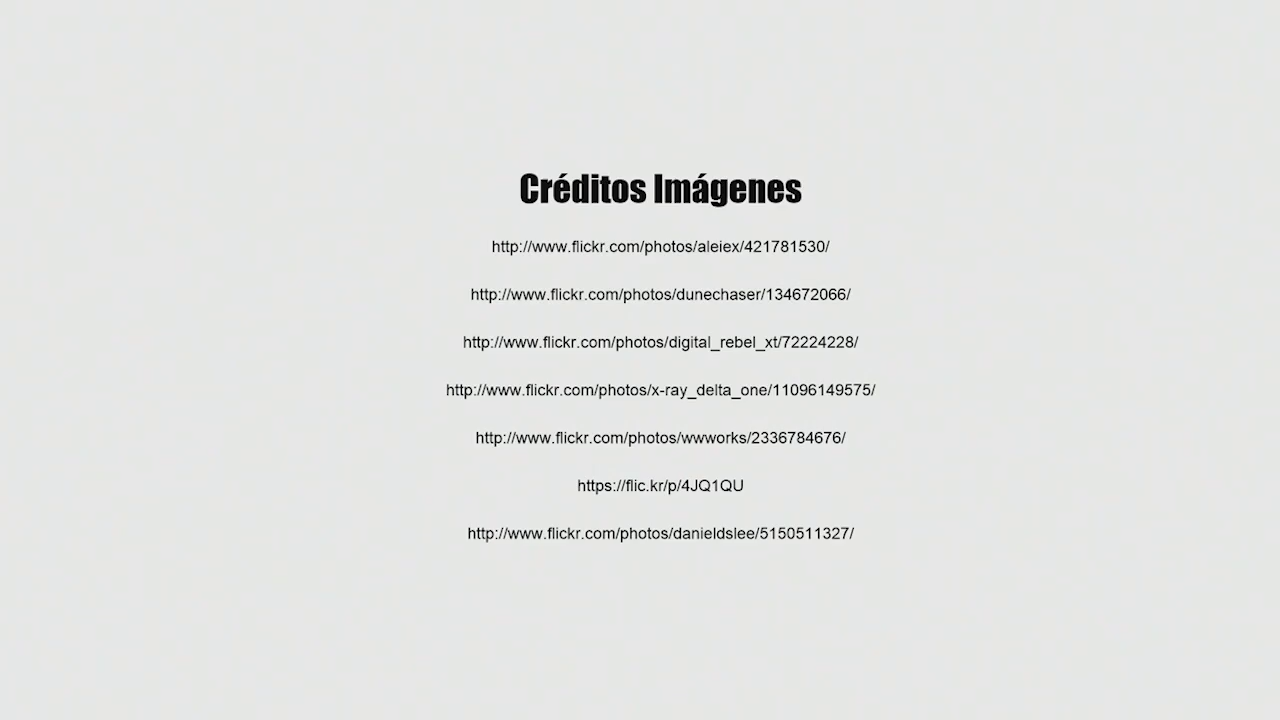 Créditos Imágenes
http://www.flickr.com/photos/aleiex/421781530/
http://www.flickr.com/photos/dunechaser/134672066/
http://www.flickr.com/photos/digital_rebel_xt/72224228/
http://www.flickr.com/photos/x-ray_delta_one/11096149575/
http://www.flickr.com/photos/wwworks/2336784676/
https://flic.kr/p/4JQ1QU
http://www.flickr.com/photos/danieldslee/5150511327/